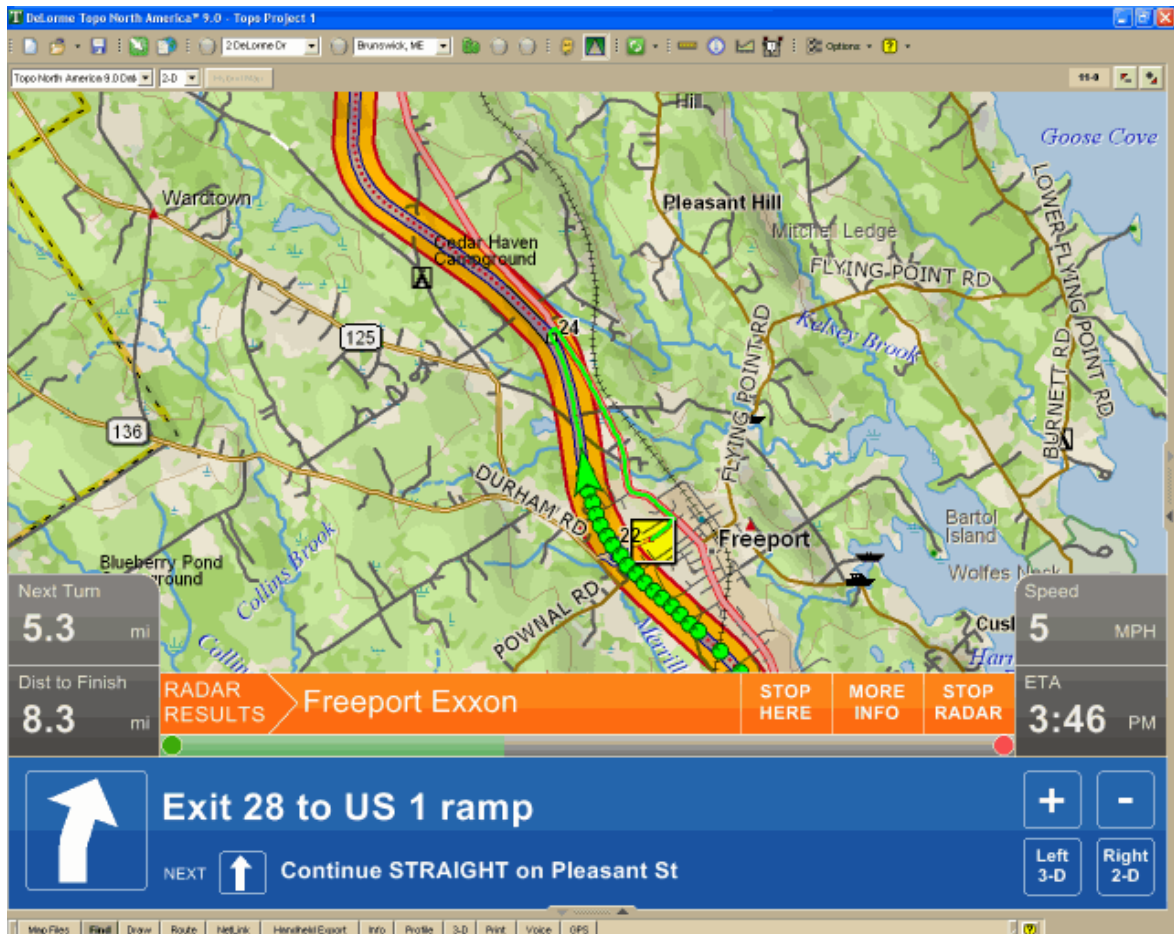 DeLorme Topo North America® 9.0 - Topo Project 1
2 DeLorme Dr
Brunswick, ME
Options
Topo North America 9.0 Det
2-D
Hybrid Map
11-0
Hill
Goose Cove
Wardtown
Pleasant Hill
LOWER FLYING POINT RD
Mitchell Ledge
Cedar Haven
Campground
FLYING POINT RD
24
Kelsey Brook
125
FLYING POINT RD
BURNETT RD
136
DURHAM RD
Bartol
Island
22
Freeport
Blueberry Pond
Campground
Collins Brook
Wolfes Neck
POWNAL RD
Merrill
Next Turn
5.3 mi
Speed
5 MPH
Dist to Finish
8.3 mi
RADAR
RESULTS
Freeport Exxon
STOP
HERE
MORE
INFO
STOP
RADAR
ETA
3:46 PM
Exit 28 to US 1 ramp
+
-
NEXT
Continue STRAIGHT on Pleasant St
Left
3-D
Right
2-D
Map Files Find Draw Route NetLink Handheld Export Info Profile 3-D Print Voice GPS